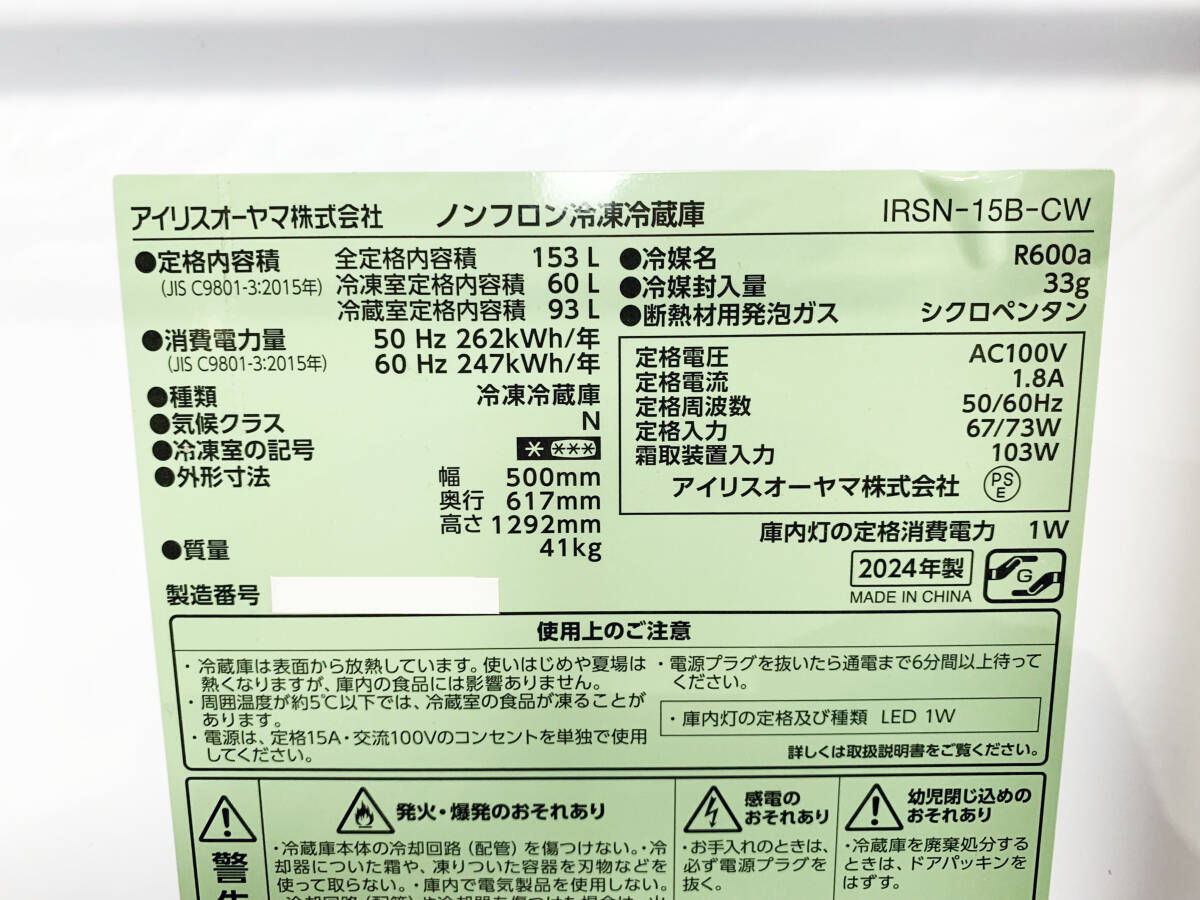 アイリスオーヤマ株式会社 ノンフロン冷凍冷蔵庫 IRSN-15B-CW
●定格内容積 全定格内容積 153 L
(JIS C9801-3:2015年) 冷凍室定格内容積 60 L
冷蔵室定格内容積 93 L
●消費電力量 50 Hz 262kWh/年
(JIS C9801-3:2015年) 60 Hz 247kWh/年
●種類 冷凍冷蔵庫
●気候クラス N
●冷凍室の記号 * ***
●外形寸法 幅 500mm
奥行 617mm
高さ 1292mm
●質量 41kg
製造番号
●冷媒名 R600a
●冷媒封入量 33g
●断熱材用発泡ガス シクロペンタン
定格電圧 AC100V
定格電流 1.8A
定格周波数 50/60Hz
定格入力 67/73W
霜取装置入力 103W
アイリスオーヤマ株式会社 PSE
庫内灯の定格消費電力 1W
2024年製
MADE IN CHINA
G
使用上のご注意
・冷蔵庫は表面から放熱しています。使いはじめや夏場は
熱くなりますが、庫内の食品には影響ありません。
・周囲温度が約5℃以下では、冷蔵室の食品が凍ることが
あります。
・電源は、定格15A・交流100Vのコンセントを単独で使用
してください。
・電源プラグを抜いたら通電まで6分間以上待って
ください。
・庫内灯の定格及び種類 LED 1W
詳しくは取扱説明書をご覧ください。
警告
発火・爆発のおそれあり
・冷蔵庫本体の冷却回路（配管）を傷つけない。・冷
却器についた霜や、凍りついた容器を刃物などを
使って取らない。・庫内で電気製品を使用しない。
・冷却回路（配管）や冷却器を傷つけた場合は、火
感電の
おそれあり
・お手入れのときは、
必ず電源プラグを
抜く。
幼児閉じ込めの
おそれあり
・冷蔵庫を廃棄処分する
ときは、ドアパッキンを
はずす。